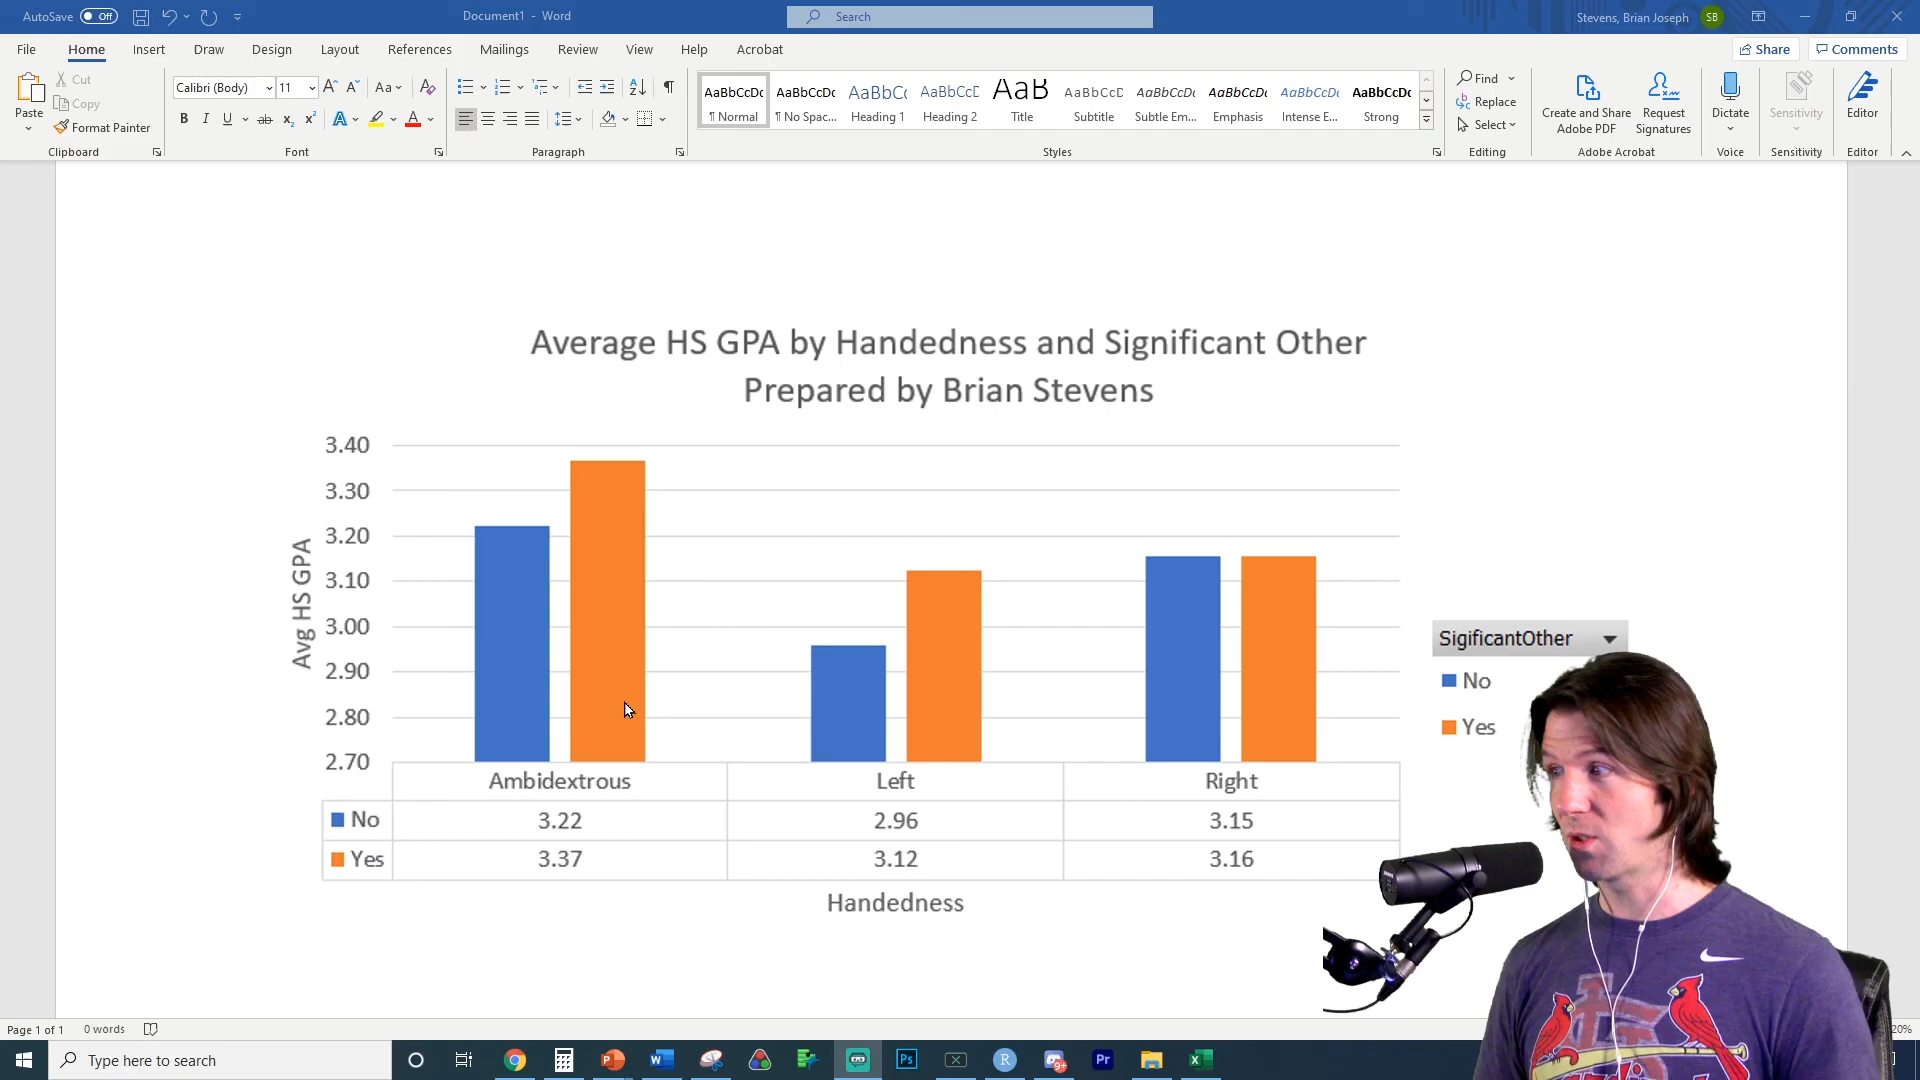 AutoSave Off
Document1 - Word
Search
Stevens, Brian Joseph SB
File Home Insert Draw Design Layout References Mailings Review View Help Acrobat
Share Comments
Paste
Cut
Copy
Format Painter
Clipboard
Calibri (Body) 11
Font
Paragraph
AaBbCcDc AaBbCcDc AaBbCc AaBbCcD AaB AaBbCcD AaBbCcDc AaBbCcDc AaBbCcDc AaBbCcDc
¶ Normal ¶ No Spac... Heading 1 Heading 2 Title Subtitle Subtle Em... Emphasis Intense E... Strong
Styles
Find
Replace
Select
Editing
Create and Share Adobe PDF
Request Signatures
Adobe Acrobat
Dictate
Voice
Sensitivity
Sensitivity
Editor
Editor
Average HS GPA by Handedness and Significant Other
Prepared by Brian Stevens
Avg HS GPA
3.40
3.30
3.20
3.10
3.00
2.90
2.80
2.70
Ambidextrous Left Right
No 3.22 2.96 3.15
Yes 3.37 3.12 3.16
Handedness
SigificantOther
No
Yes
Page 1 of 1 0 words
20%
Type here to search